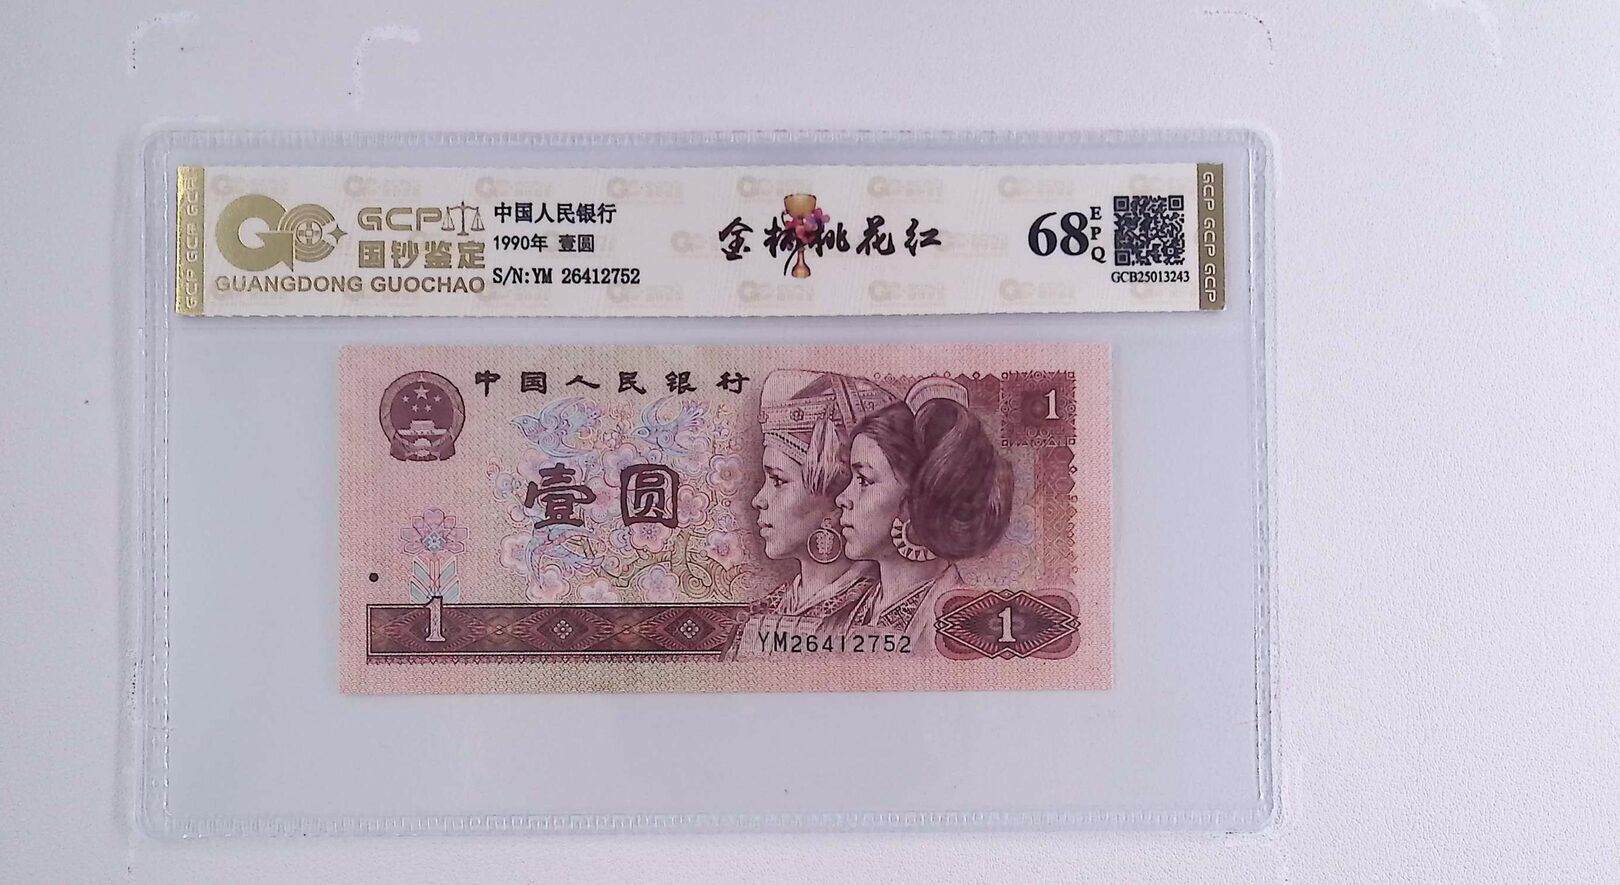 GCP GCP GCP
GCP
国钞鉴定
GUANGDONG GUOCHAO
中国人民银行
1990年 壹圆
S/N:YM 26412752
金杯桃花红
68
EPQ
GCB25013243
GCP GCP GCP
中国人民银行
1
壹圆
1
YM26412752
1